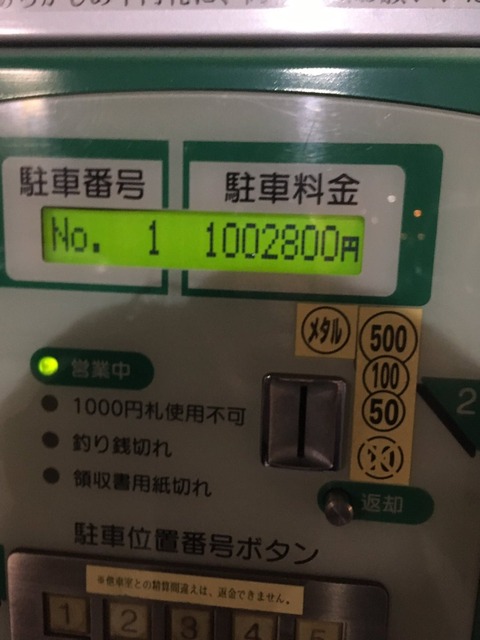 駐車番号
駐車料金
No. 1 1002800円
メタル
500
100
50
10
営業中
1000円札使用不可
釣り銭切れ
領収書用紙切れ
2
返却
駐車位置番号ボタン
※他車室との精算間違えは、返金できません。
1 2 3 4 5